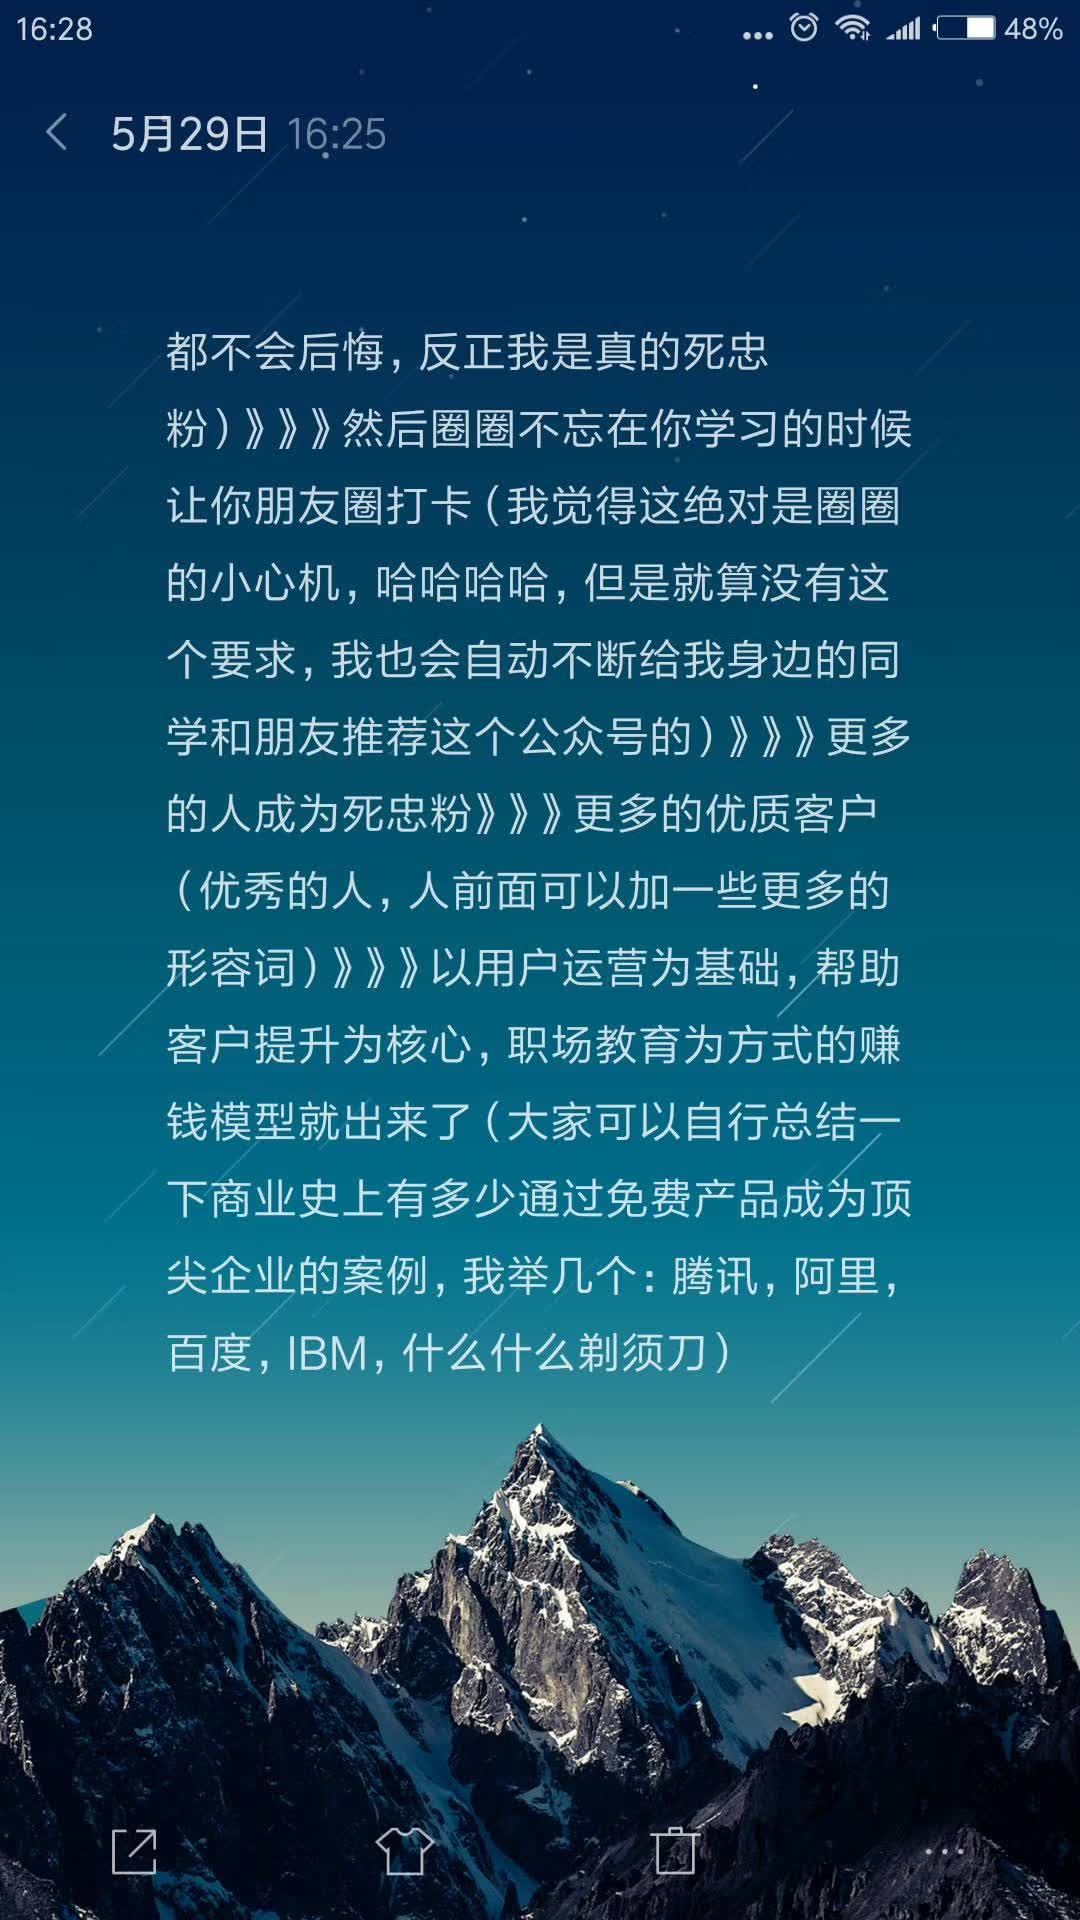 16:28
48%
5月29日 16:25
都不会后悔，反正我是真的死忠
粉）》》》然后圈圈不忘在你学习的时候
让你朋友圈打卡（我觉得这绝对是圈圈
的小心机，哈哈哈哈，但是就算没有这
个要求，我也会自动不断给我身边的同
学和朋友推荐这个公众号的）》》》更多
的人成为死忠粉》》》更多的优质客户
（优秀的人，人前面可以加一些更多的
形容词）》》》以用户运营为基础，帮助
客户提升为核心，职场教育为方式的赚
钱模型就出来了（大家可以自行总结一
下商业史上有多少通过免费产品成为顶
尖企业的案例，我举几个：腾讯，阿里，
百度，IBM，什么什么剃须刀）